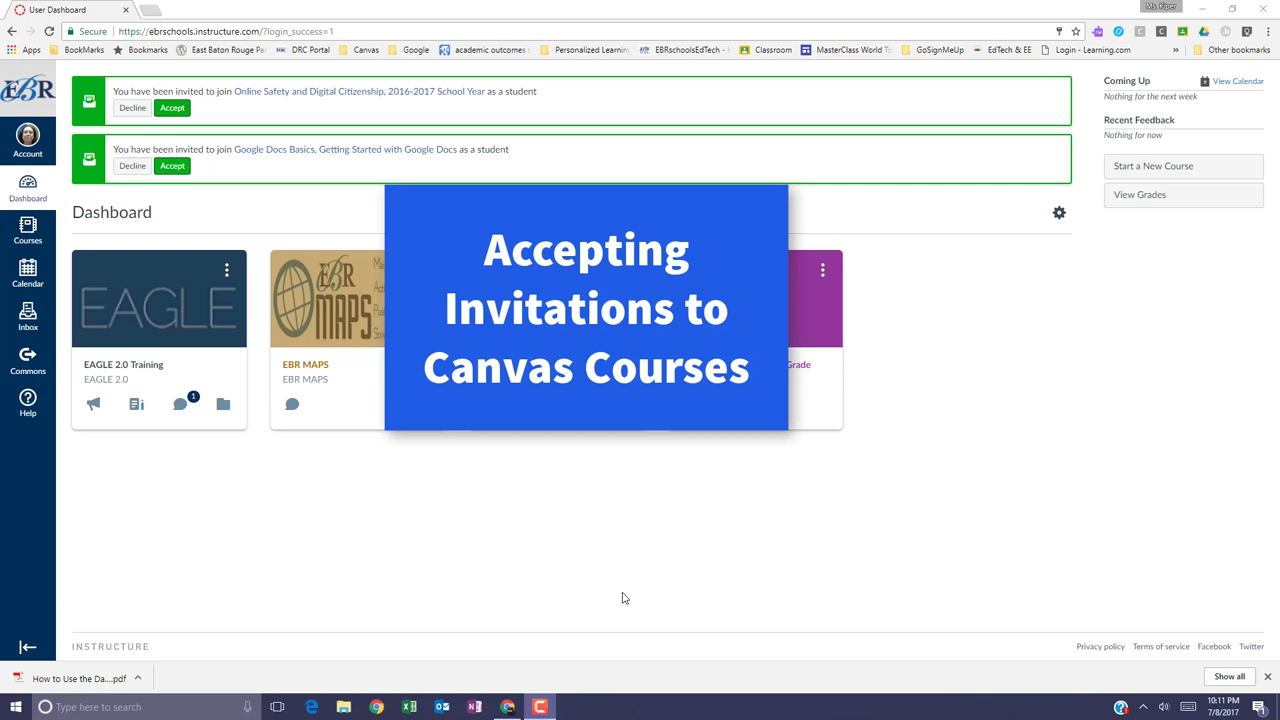 User Dashboard
Ms. Kiper
Secure
https://ebrschools.instructure.com/?login_success=1
Apps
BookMarks
Bookmarks
East Baton Rouge Par
DRC Portal
Canvas
Google
academic outcomes
Personalized Learnin
EBRschoolsEdTech -
Classroom
MasterClass World To
GoSignMeUp
EdTech & EE
Login - Learning.com
Other bookmarks
EBR
Account
Dashboard
Courses
Calendar
Inbox
Commons
Help
You have been invited to join Online Safety and Digital Citizenship, 2016-2017 School Year as a student
Decline
Accept
You have been invited to join Google Docs Basics, Getting Started with Google Docs as a student
Decline
Accept
Coming Up
View Calendar
Nothing for the next week
Recent Feedback
Nothing for now
Start a New Course
View Grades
Dashboard
Accepting
Invitations to
Canvas Courses
EAGLE
EAGLE 2.0 Training
EAGLE 2.0
1
EBR
MAPS
EBR MAPS
EBR MAPS
Grade
INSTRUCTURE
Privacy policy
Terms of service
Facebook
Twitter
How to Use the Da....pdf
Show all
Type here to search
10:11 PM
7/8/2017
1